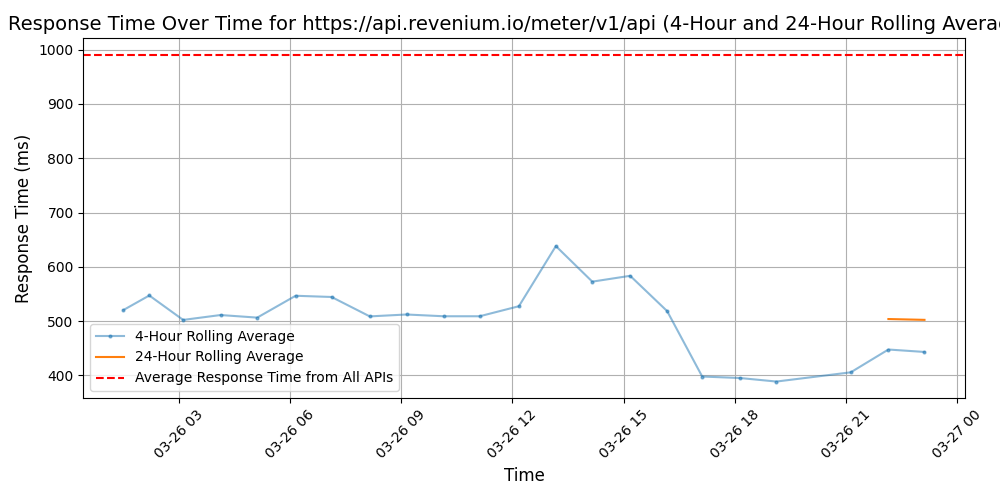 Response Time Over Time for https://api.revenium.io/meter/v1/api (4-Hour and 24-Hour Rolling
1000
900
800
700
600
500
400
Response Time (ms)
4-Hour Rolling Average
24-Hour Rolling Average
Average Response Time from All APIs
03-26 03
03-26 06
03-26 09
03-26 12
03-26 15
03-26 18
03-26 21
03-27 00
Time